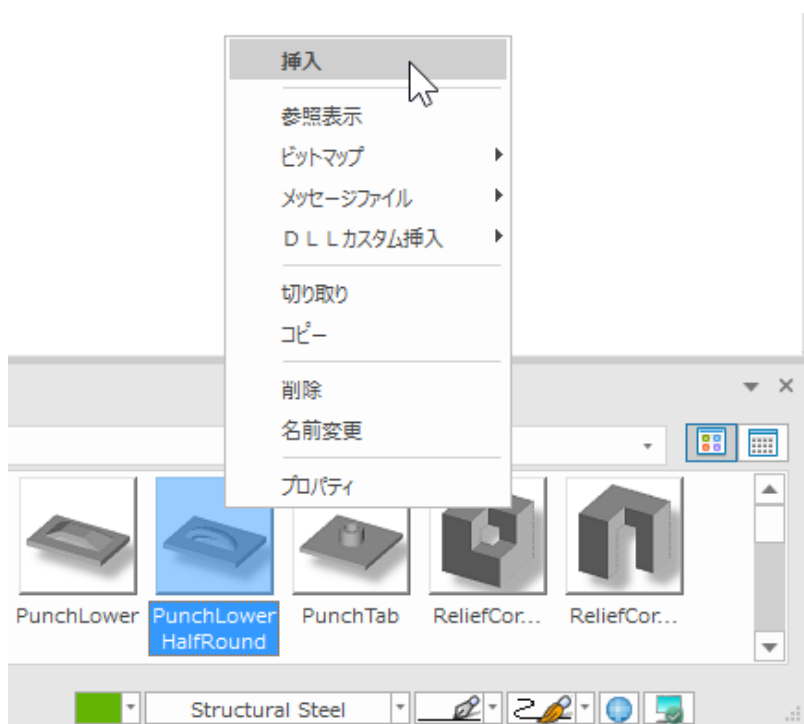 挿入
参照表示
ビットマップ
メッセージファイル
ＤＬＬカスタム挿入
切り取り
コピー
削除
名前変更
プロパティ
PunchLower
PunchLower
HalfRound
PunchTab
ReliefCor...
ReliefCor...
Structural Steel